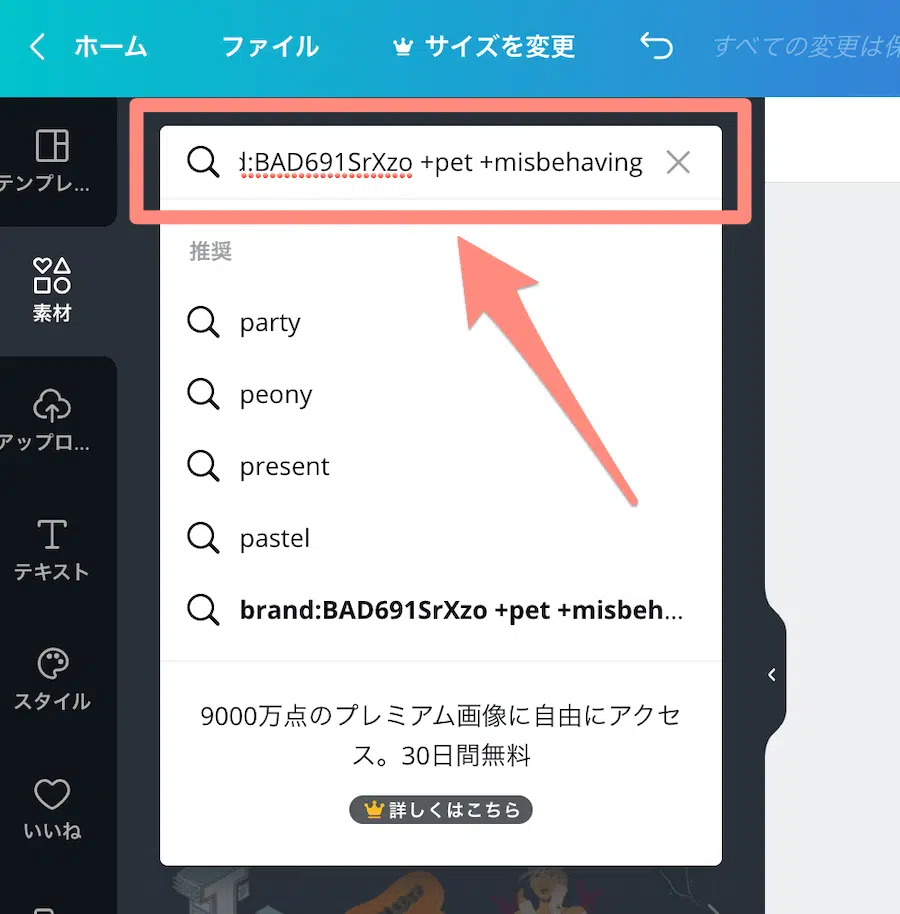 ホーム ファイル サイズを変更 すべての変更は保
テンプレ...
d:BAD691SrXzo +pet +misbehaving
推奨
素材
party
peony
アップロ...
present
pastel
テキスト
brand:BAD691SrXzo +pet +misbeh...
スタイル
9000万点のプレミアム画像に自由にアクセ
ス。30日間無料
詳しくはこちら
いいね